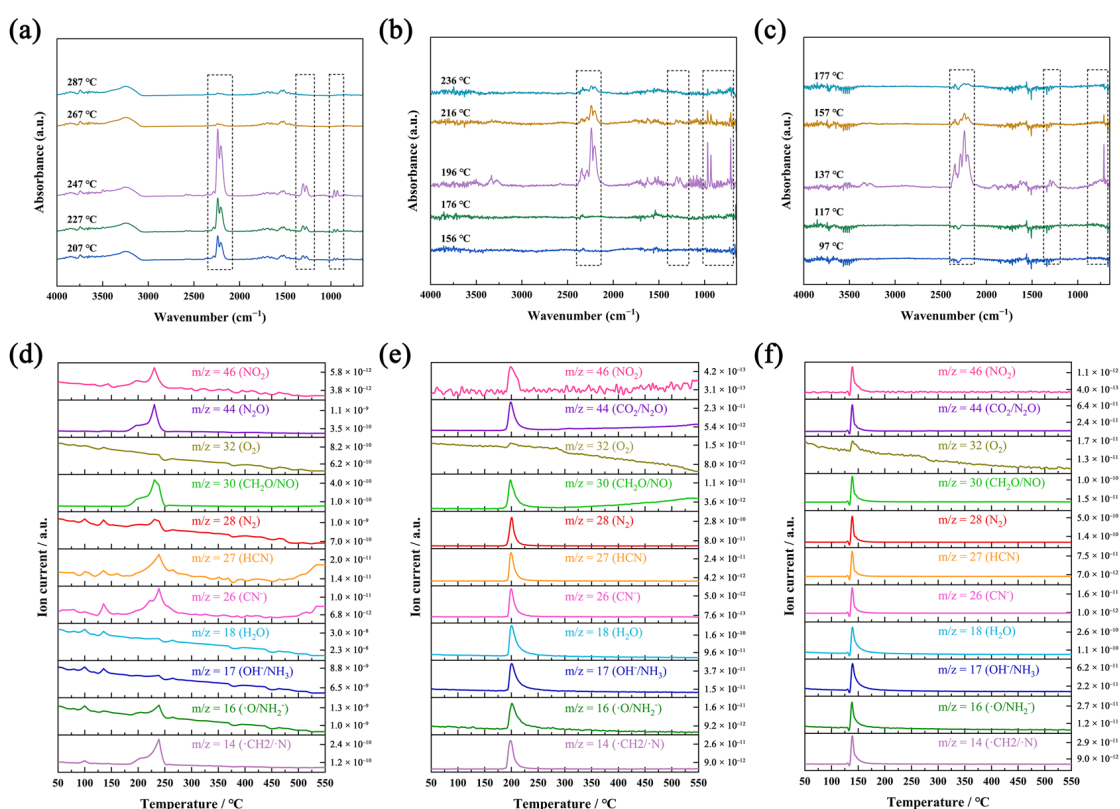 (a)
287 °C
267 °C
247 °C
227 °C
207 °C
Absorbance (a.u.)
4000 3500 3000 2500 2000 1500 1000
Wavenumber (cm⁻¹)
(b)
236 °C
216 °C
196 °C
176 °C
156 °C
Absorbance (a.u.)
4000 3500 3000 2500 2000 1500 1000
Wavenumber (cm⁻¹)
(c)
177 °C
157 °C
137 °C
117 °C
97 °C
Absorbance (a.u.)
4000 3500 3000 2500 2000 1500 1000
Wavenumber (cm⁻¹)
(d)
m/z = 46 (NO₂) 5.8 × 10⁻¹²
3.8 × 10⁻¹²
m/z = 44 (N₂O) 1.1 × 10⁻⁹
3.5 × 10⁻¹⁰
m/z = 32 (O₂) 8.2 × 10⁻¹⁰
6.2 × 10⁻¹⁰
m/z = 30 (CH₂O/NO) 4.0 × 10⁻¹⁰
1.0 × 10⁻¹⁰
m/z = 28 (N₂) 1.0 × 10⁻⁹
7.0 × 10⁻¹⁰
m/z = 27 (HCN) 2.0 × 10⁻¹¹
1.4 × 10⁻¹¹
m/z = 26 (CN⁻) 1.0 × 10⁻¹¹
6.8 × 10⁻¹²
m/z = 18 (H₂O) 3.0 × 10⁻⁸
2.3 × 10⁻⁸
m/z = 17 (OH⁻/NH₃) 8.8 × 10⁻⁹
6.5 × 10⁻⁹
m/z = 16 (·O/NH₂⁻) 1.3 × 10⁻⁹
1.0 × 10⁻⁹
m/z = 14 (·CH2/·N) 2.4 × 10⁻¹⁰
1.2 × 10⁻¹⁰
Ion current / a.u.
50 100 150 200 250 300 350 400 450 500 550
Temperature / °C
(e)
m/z = 46 (NO₂) 4.2 × 10⁻¹³
3.1 × 10⁻¹³
m/z = 44 (CO₂/N₂O) 2.3 × 10⁻¹¹
5.4 × 10⁻¹²
m/z = 32 (O₂) 1.5 × 10⁻¹¹
8.0 × 10⁻¹²
m/z = 30 (CH₂O/NO) 1.1 × 10⁻¹¹
3.6 × 10⁻¹²
m/z = 28 (N₂) 2.8 × 10⁻¹⁰
8.0 × 10⁻¹¹
m/z = 27 (HCN) 2.4 × 10⁻¹¹
4.2 × 10⁻¹²
m/z = 26 (CN⁻) 5.0 × 10⁻¹²
7.6 × 10⁻¹³
m/z = 18 (H₂O) 1.6 × 10⁻¹⁰
9.6 × 10⁻¹¹
m/z = 17 (OH⁻/NH₃) 3.7 × 10⁻¹¹
1.5 × 10⁻¹¹
m/z = 16 (·O/NH₂⁻) 1.6 × 10⁻¹¹
9.2 × 10⁻¹²
m/z = 14 (·CH2/·N) 2.6 × 10⁻¹¹
9.0 × 10⁻¹²
Ion current / a.u.
50 100 150 200 250 300 350 400 450 500 550
Temperature / °C
(f)
m/z = 46 (NO₂) 1.1 × 10⁻¹²
4.0 × 10⁻¹³
m/z = 44 (CO₂/N₂O) 6.4 × 10⁻¹¹
2.4 × 10⁻¹¹
m/z = 32 (O₂) 1.7 × 10⁻¹¹
1.3 × 10⁻¹¹
m/z = 30 (CH₂O/NO) 1.0 × 10⁻¹⁰
1.5 × 10⁻¹¹
m/z = 28 (N₂) 5.0 × 10⁻¹⁰
1.4 × 10⁻¹⁰
m/z = 27 (HCN) 7.5 × 10⁻¹¹
7.0 × 10⁻¹²
m/z = 26 (CN⁻) 1.6 × 10⁻¹¹
1.0 × 10⁻¹²
m/z = 18 (H₂O) 2.6 × 10⁻¹⁰
1.1 × 10⁻¹⁰
m/z = 17 (OH⁻/NH₃) 6.2 × 10⁻¹¹
2.2 × 10⁻¹¹
m/z = 16 (·O/NH₂⁻) 2.7 × 10⁻¹¹
1.2 × 10⁻¹¹
m/z = 14 (·CH2/·N) 2.9 × 10⁻¹¹
9.0 × 10⁻¹²
Ion current / a.u.
50 100 150 200 250 300 350 400 450 500 550
Temperature / °C